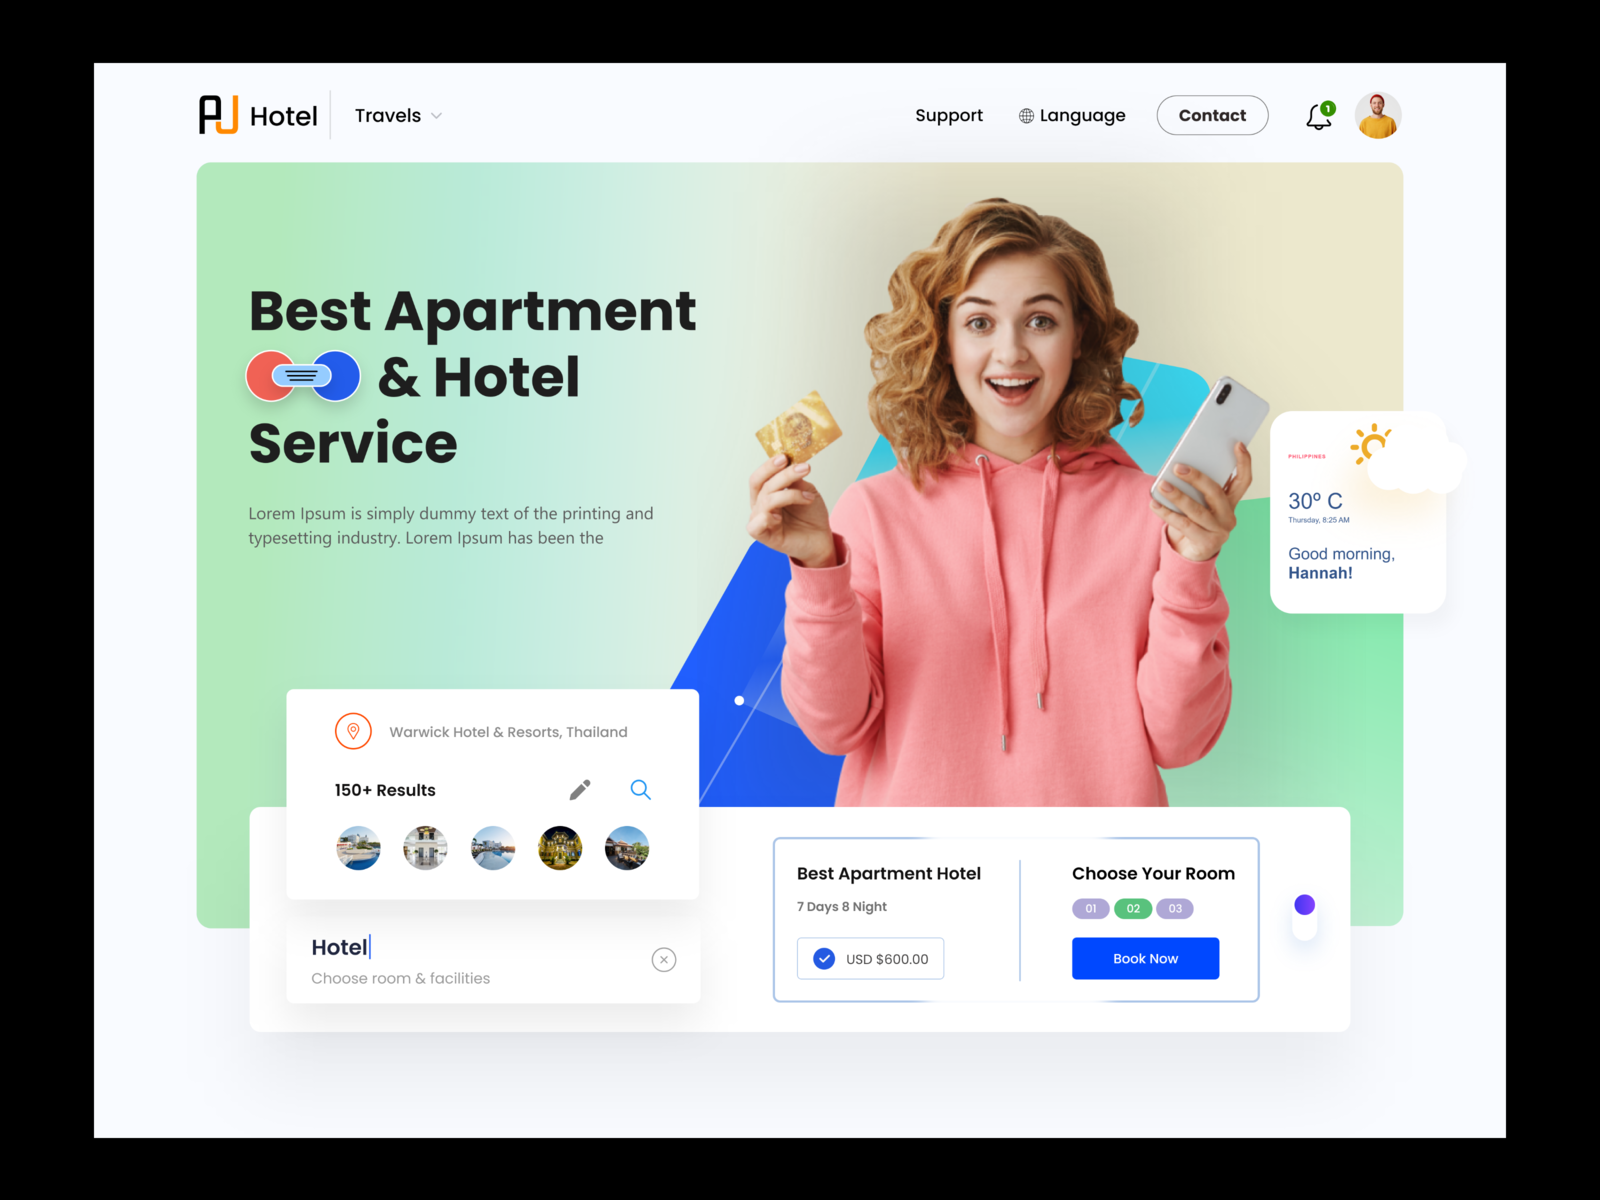 AJ Hotel
Travels
Support
Language
Contact
1
Best Apartment
& Hotel
Service
Lorem Ipsum is simply dummy text of the printing and
typesetting industry. Lorem Ipsum has been the
PHILIPPINES
30º C
Thursday, 8:25 AM
Good morning,
Hannah!
Warwick Hotel & Resorts, Thailand
150+ Results
Hotel
Choose room & facilities
Best Apartment Hotel
7 Days 8 Night
USD $600.00
Choose Your Room
01 02 03
Book Now